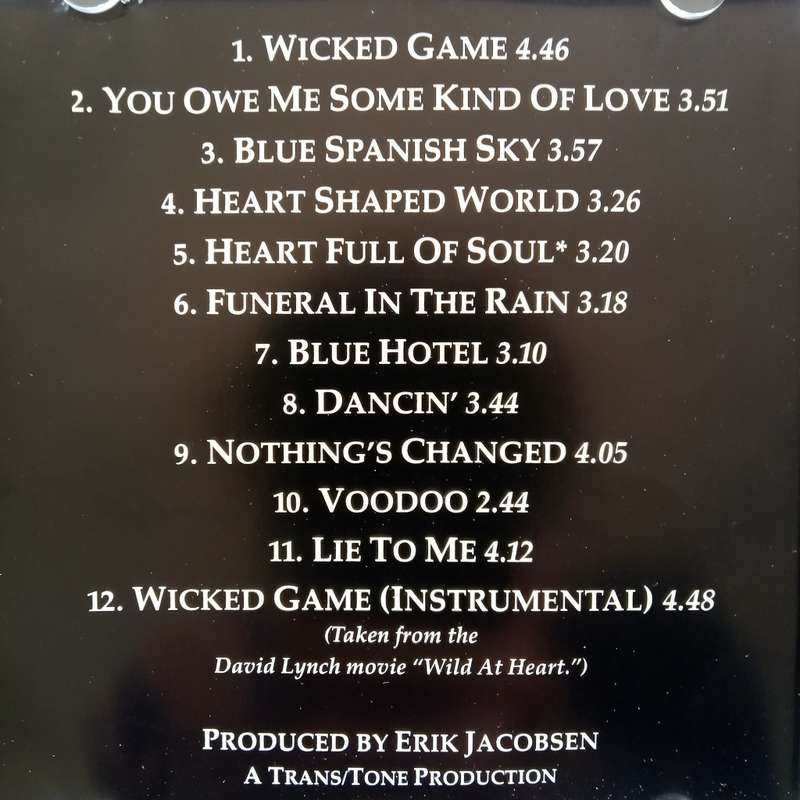 1. WICKED GAME 4.46
2. YOU OWE ME SOME KIND OF LOVE 3.51
3. BLUE SPANISH SKY 3.57
4. HEART SHAPED WORLD 3.26
5. HEART FULL OF SOUL* 3.20
6. FUNERAL IN THE RAIN 3.18
7. BLUE HOTEL 3.10
8. DANCIN' 3.44
9. NOTHING'S CHANGED 4.05
10. VOODOO 2.44
11. LIE TO ME 4.12
12. WICKED GAME (INSTRUMENTAL) 4.48
(Taken from the
David Lynch movie "Wild At Heart.")
PRODUCED BY ERIK JACOBSEN
A TRANS/TONE PRODUCTION